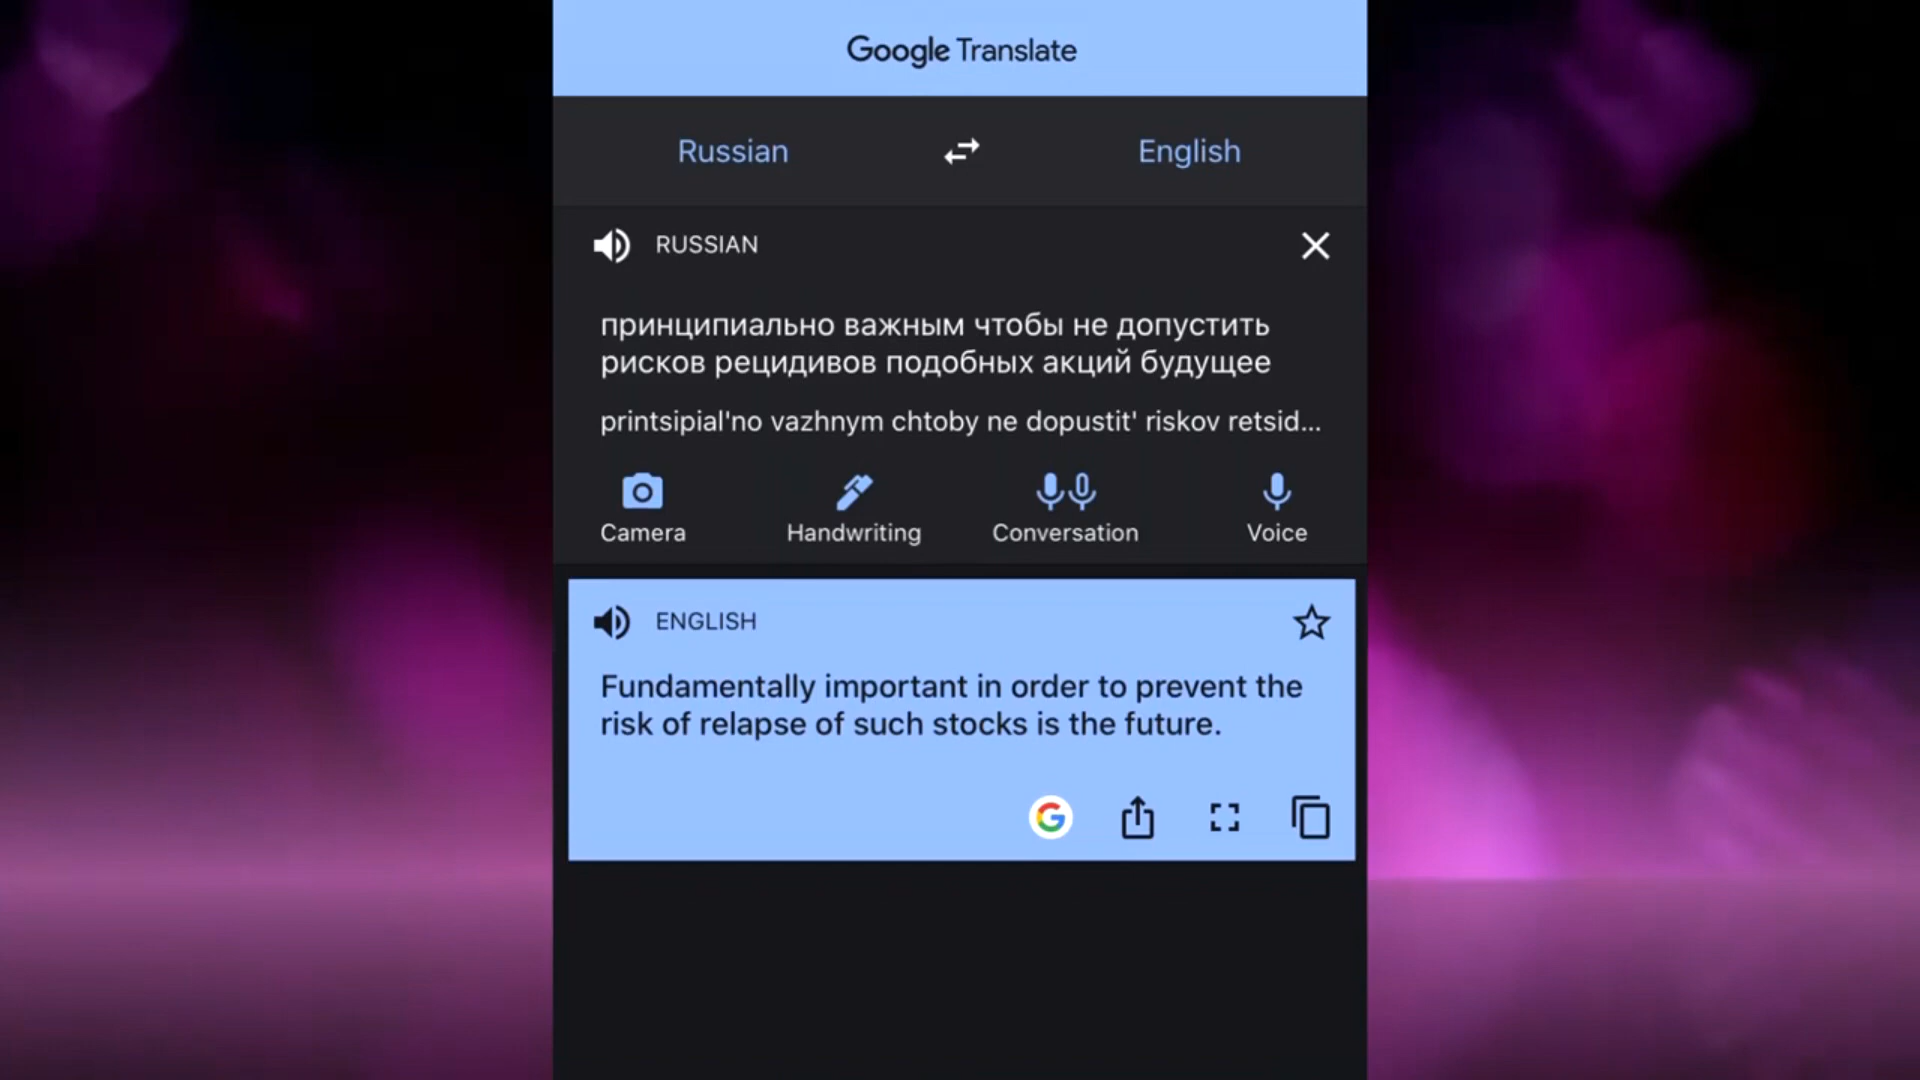 Google Translate
Russian English
RUSSIAN
принципиально важным чтобы не допустить
рисков рецидивов подобных акций будущее
printsipial'no vazhnym chtoby ne dopustit' riskov retsid...
Camera Handwriting Conversation Voice
ENGLISH
Fundamentally important in order to prevent the
risk of relapse of such stocks is the future.
G